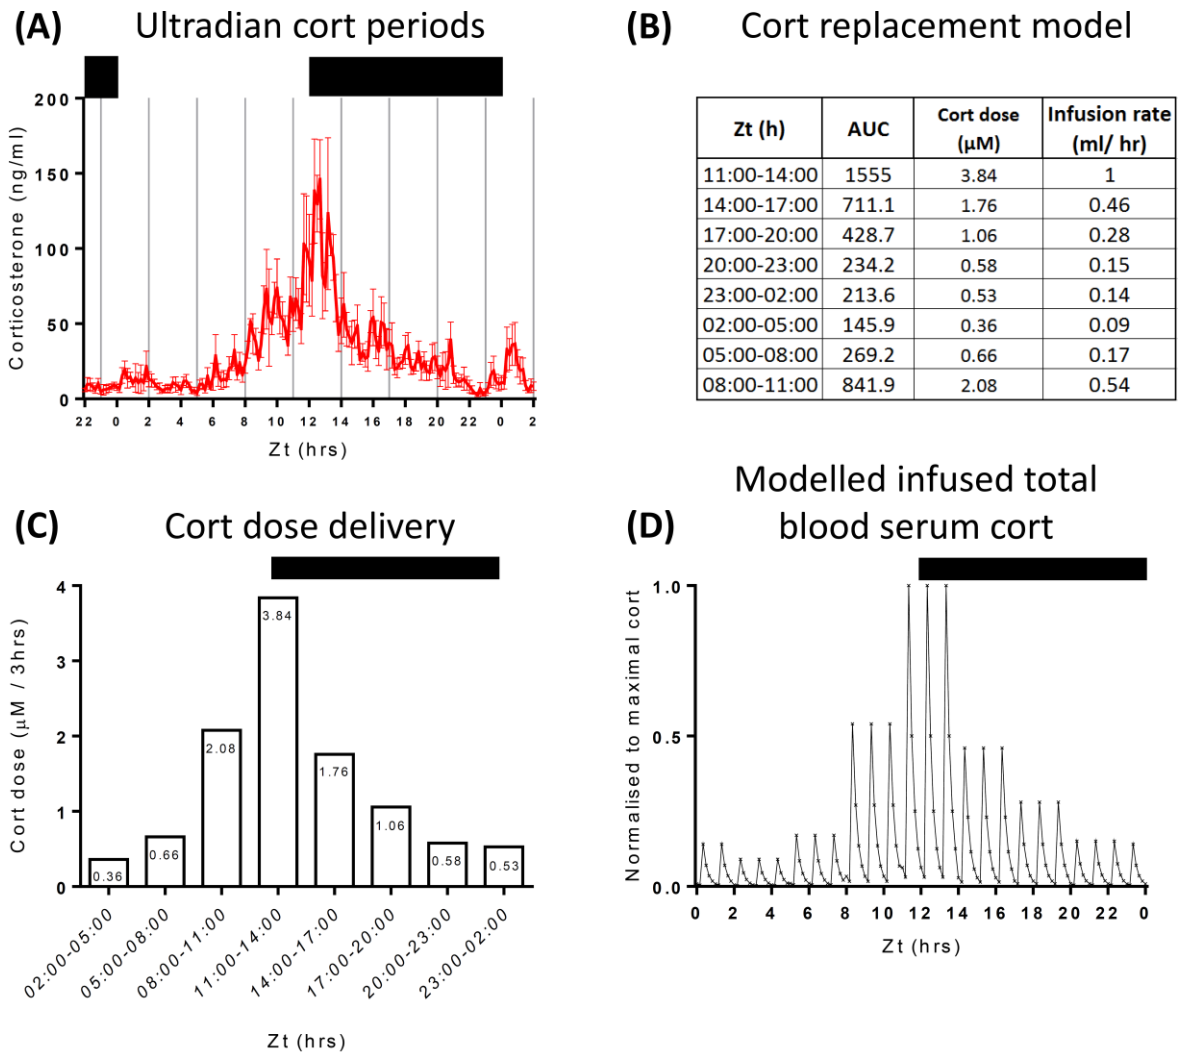 (A) Ultradian cort periods
200
150
100
50
0
Corticosterone (ng/ml)
22 0 2 4 6 8 10 12 14 16 18 20 22 0 2
Zt (hrs)
(B) Cort replacement model
Zt (h) AUC Cort dose (μM) Infusion rate (ml/ hr)
11:00-14:00 1555 3.84 1
14:00-17:00 711.1 1.76 0.46
17:00-20:00 428.7 1.06 0.28
20:00-23:00 234.2 0.58 0.15
23:00-02:00 213.6 0.53 0.14
02:00-05:00 145.9 0.36 0.09
05:00-08:00 269.2 0.66 0.17
08:00-11:00 841.9 2.08 0.54
(C) Cort dose delivery
4
3
2
1
0
Cort dose (μM / 3hrs)
0.36 0.66 2.08 3.84 1.76 1.06 0.58 0.53
02:00-05:00 05:00-08:00 08:00-11:00 11:00-14:00 14:00-17:00 17:00-20:00 20:00-23:00 23:00-02:00
Zt (hrs)
Modelled infused total
(D) blood serum cort
1.0
0.5
0.0
Normalised to maximal cort
0 2 4 6 8 10 12 14 16 18 20 22 0
Zt (hrs)